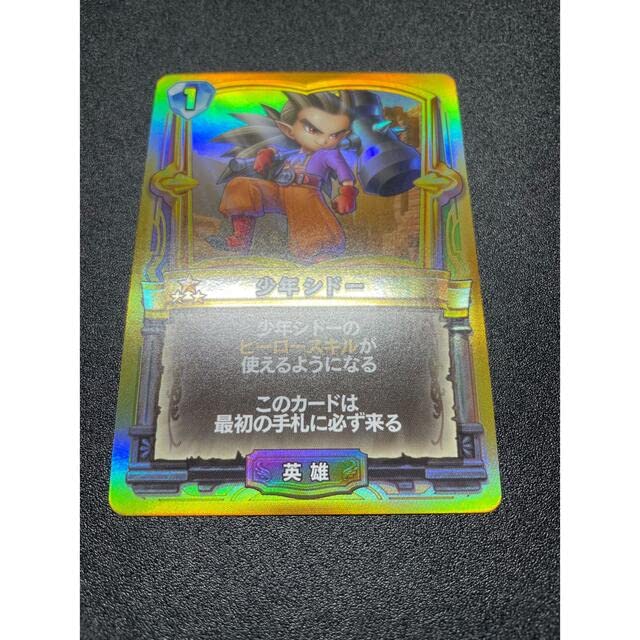 1
少年シドー
少年シドーの
ヒーロースキルが
使えるようになる
このカードは
最初の手札に必ず来る
英雄